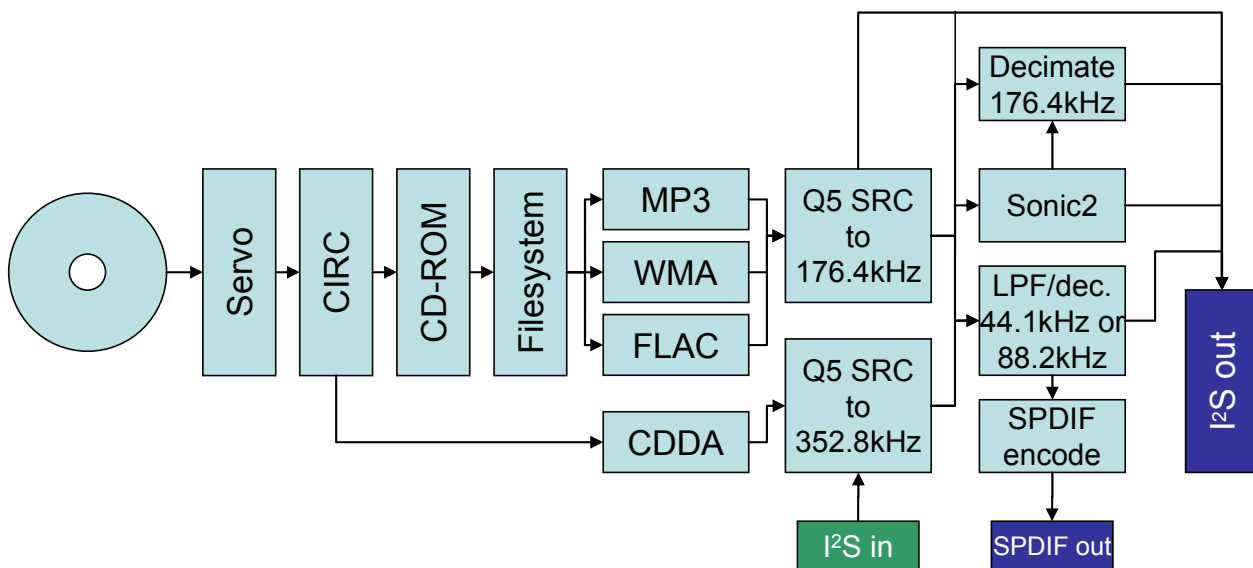 Servo
CIRC
CD-ROM
Filesystem
MP3
WMA
FLAC
CDDA
Q5 SRC
to
176.4kHz
Q5 SRC
to
352.8kHz
I²S in
Decimate
176.4kHz
Sonic2
LPF/dec.
44.1kHz or
88.2kHz
SPDIF
encode
SPDIF out
I²S out